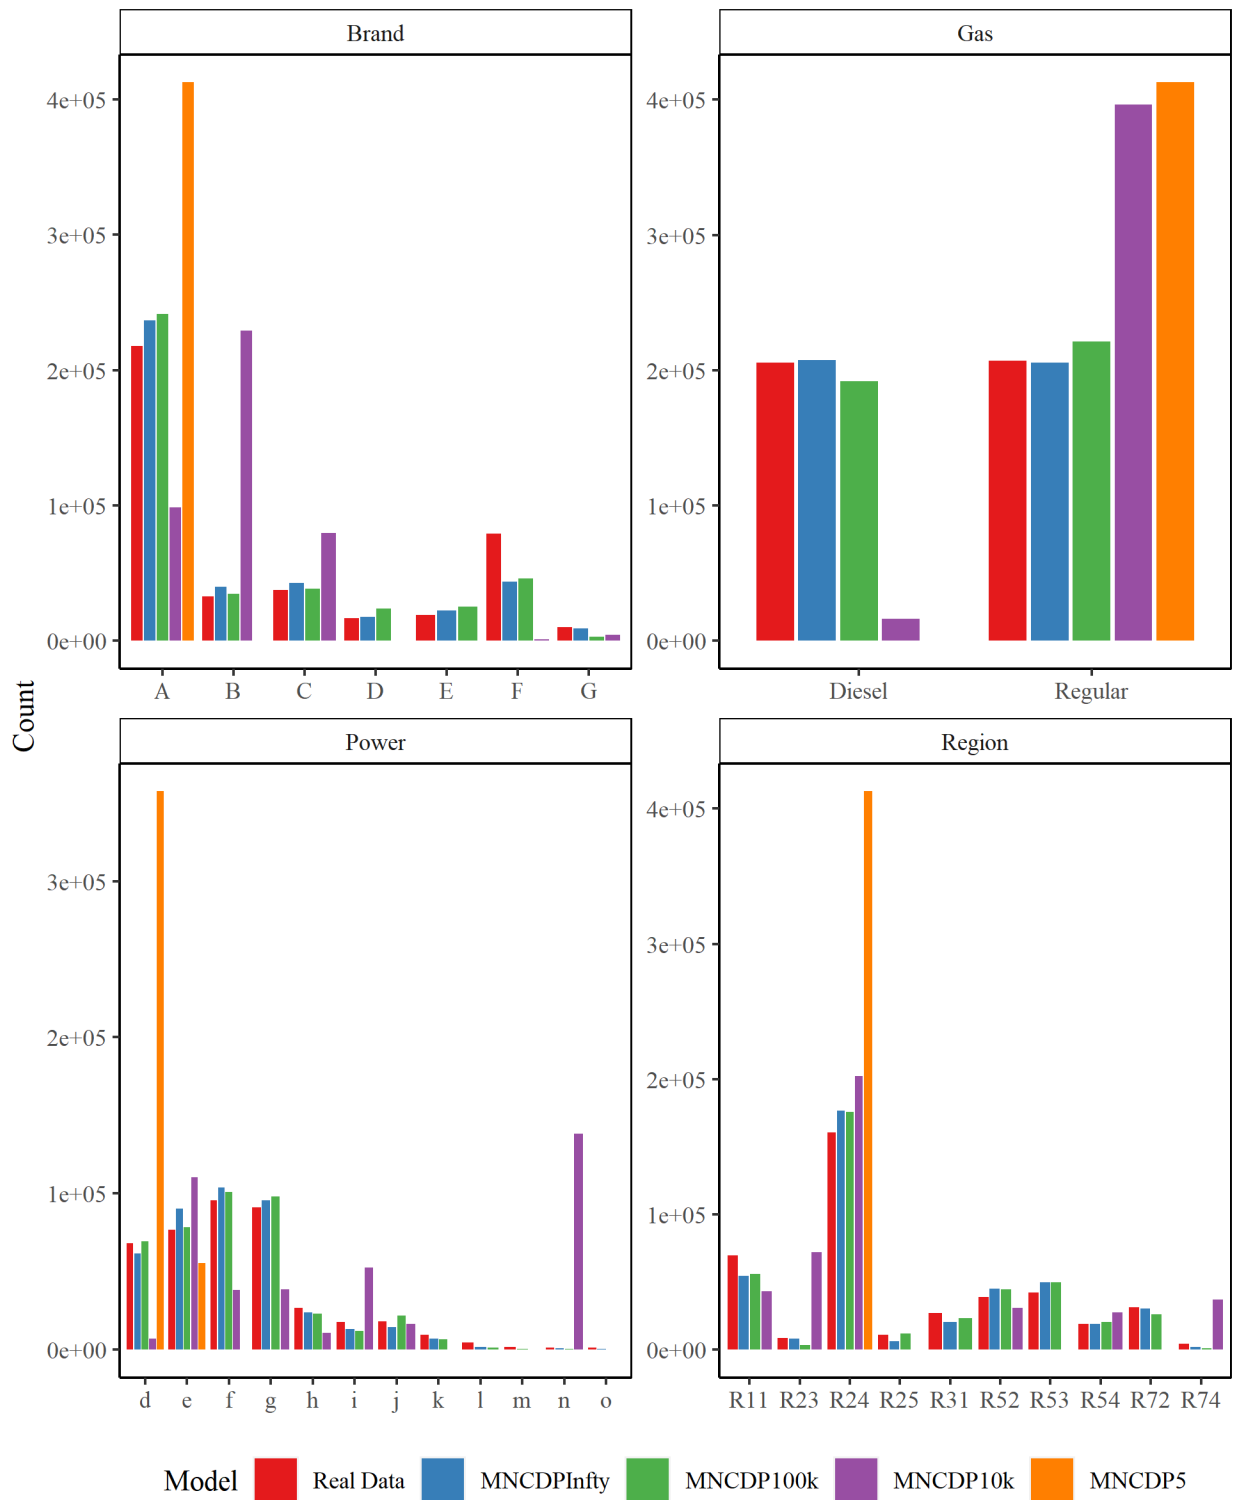 Brand
Gas
4e+05
3e+05
2e+05
1e+05
0e+00
A B C D E F G
4e+05
3e+05
2e+05
1e+05
0e+00
Diesel Regular
Count
Power
Region
3e+05
2e+05
1e+05
0e+00
d e f g h i j k l m n o
4e+05
3e+05
2e+05
1e+05
0e+00
R11 R23 R24 R25 R31 R52 R53 R54 R72 R74
Model Real Data MNCDPInfty MNCDP100k MNCDP10k MNCDP5